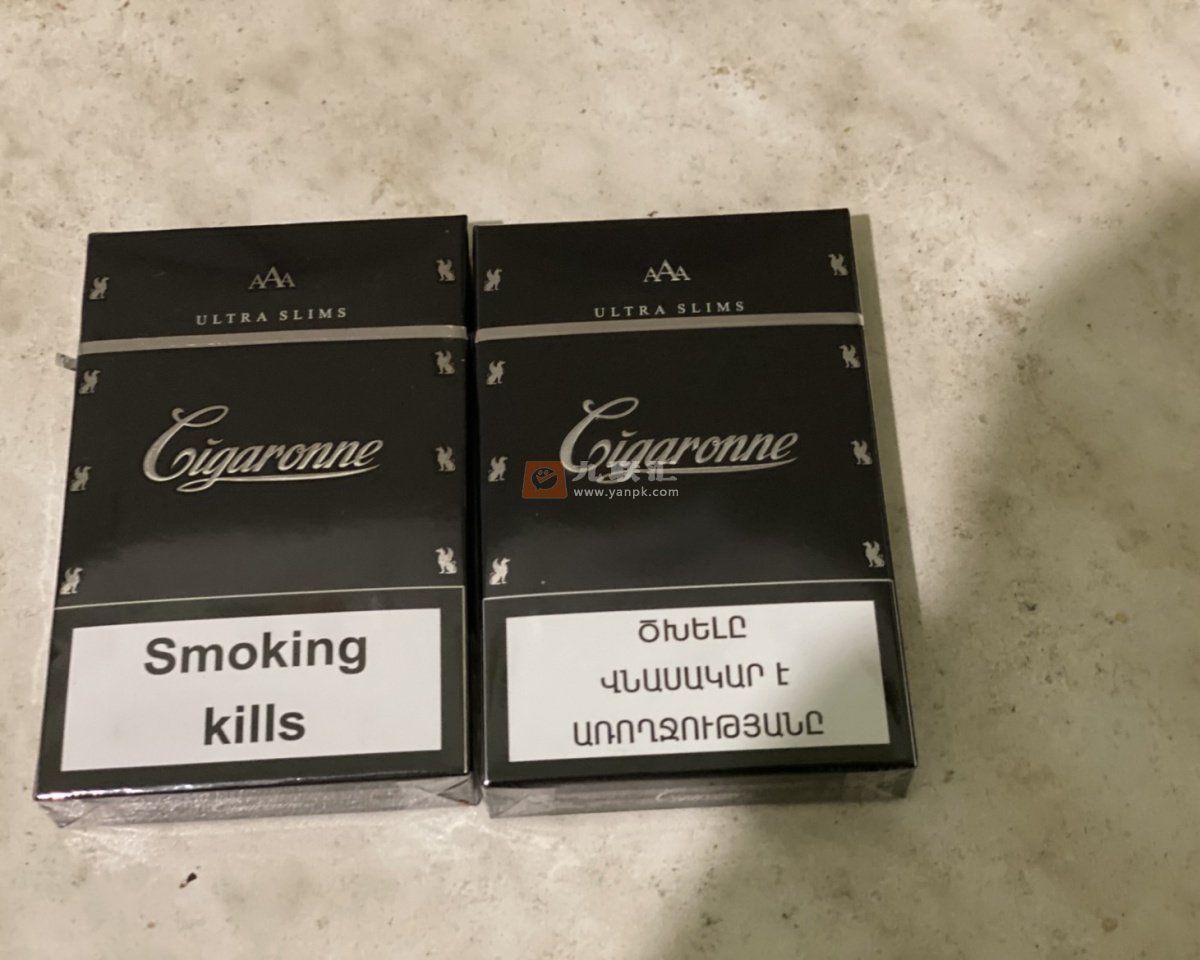 AAA
ULTRA SLIMS
Cigaronne
Smoking
kills
AAA
ULTRA SLIMS
Cigaronne
www.yanpk.com
ԾԽԵԼԸ
ՎՆԱՍԱԿԱՐ Է
ԱՌՈՂՋՈՒԹՅԱՆԸ